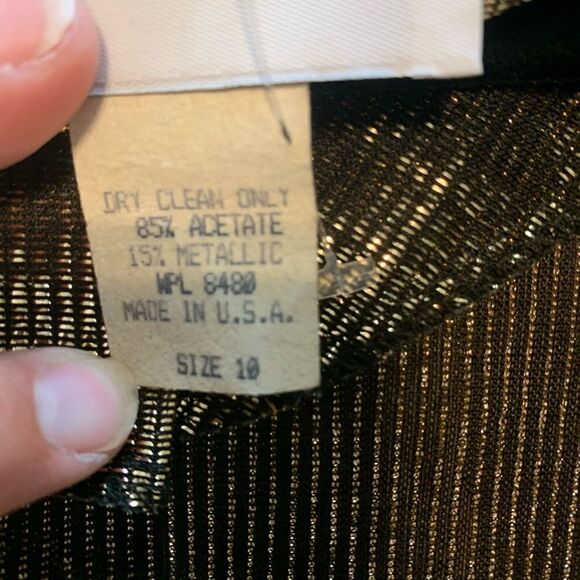 DRY CLEAN ONLY
85% ACETATE
15% METALLIC
WPL 8480
MADE IN U.S.A.
SIZE 10